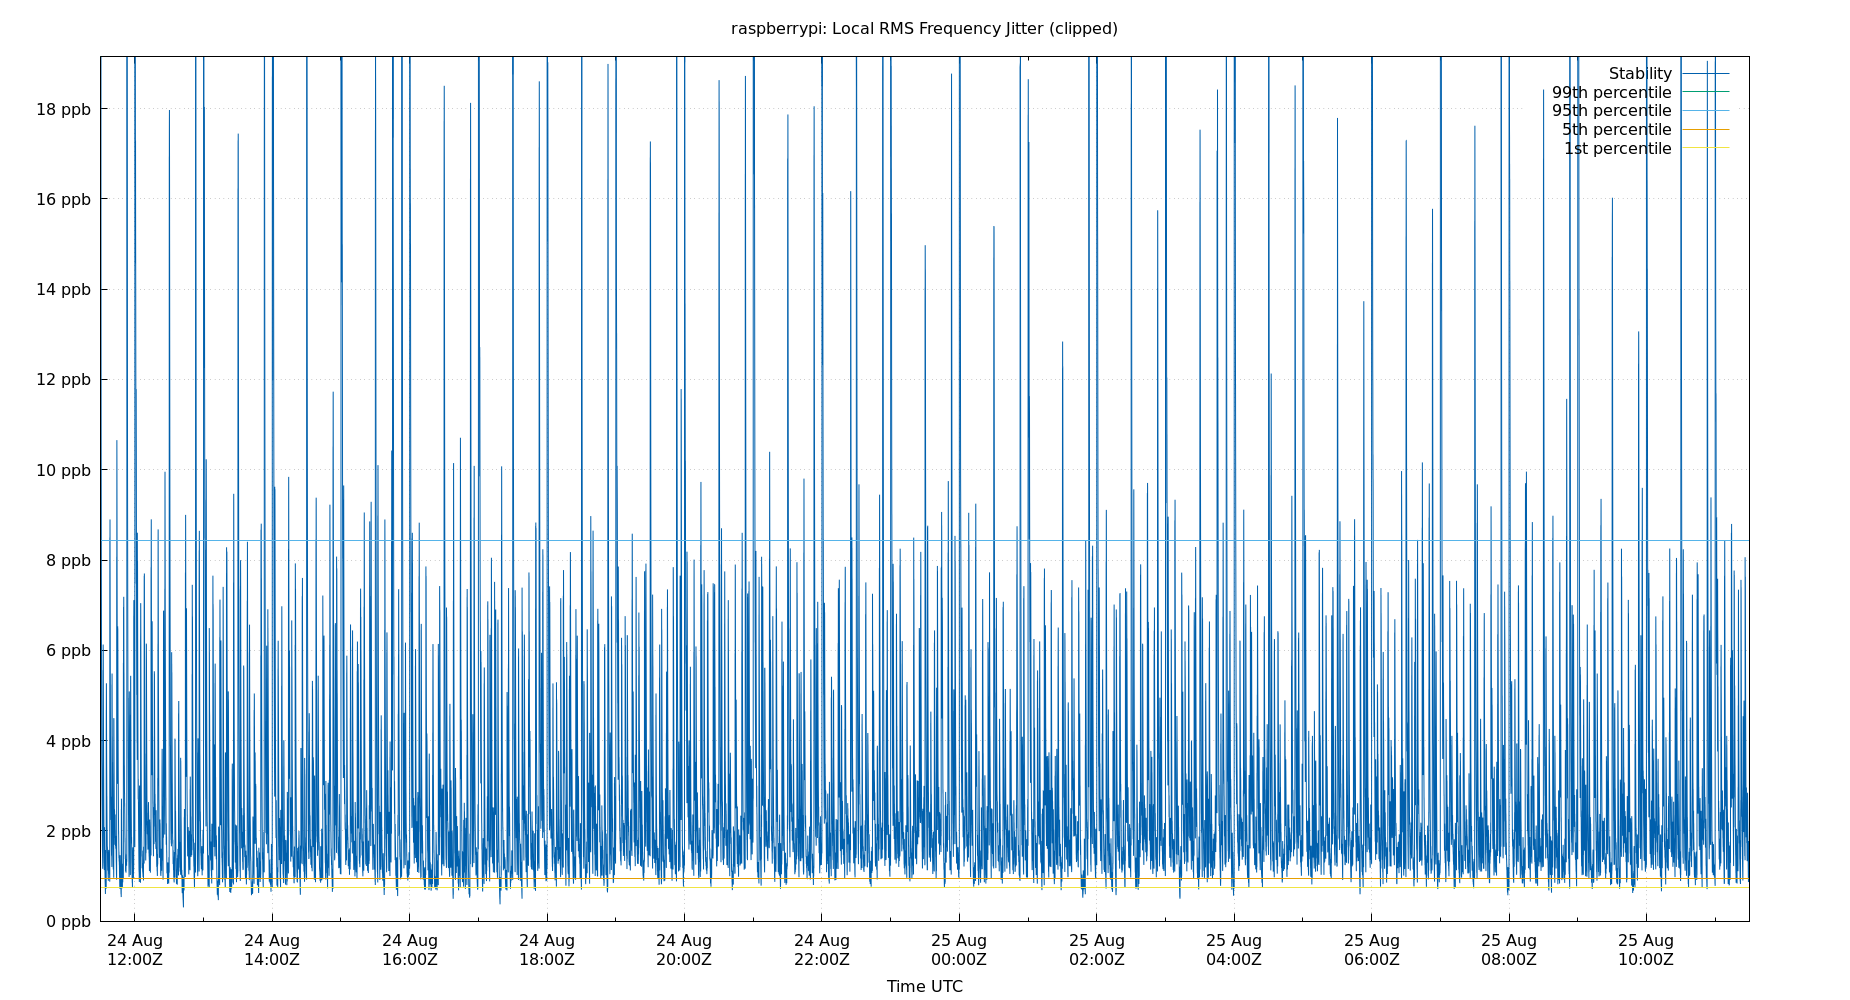 raspberrypi: Local RMS Frequency Jitter (clipped)
Stability
99th percentile
95th percentile
5th percentile
1st percentile
18 ppb
16 ppb
14 ppb
12 ppb
10 ppb
8 ppb
6 ppb
4 ppb
2 ppb
0 ppb
24 Aug 24 Aug 24 Aug 24 Aug 24 Aug 24 Aug 25 Aug 25 Aug 25 Aug 25 Aug 25 Aug 25 Aug
12:00Z 14:00Z 16:00Z 18:00Z 20:00Z 22:00Z 00:00Z 02:00Z 04:00Z 06:00Z 08:00Z 10:00Z
Time UTC